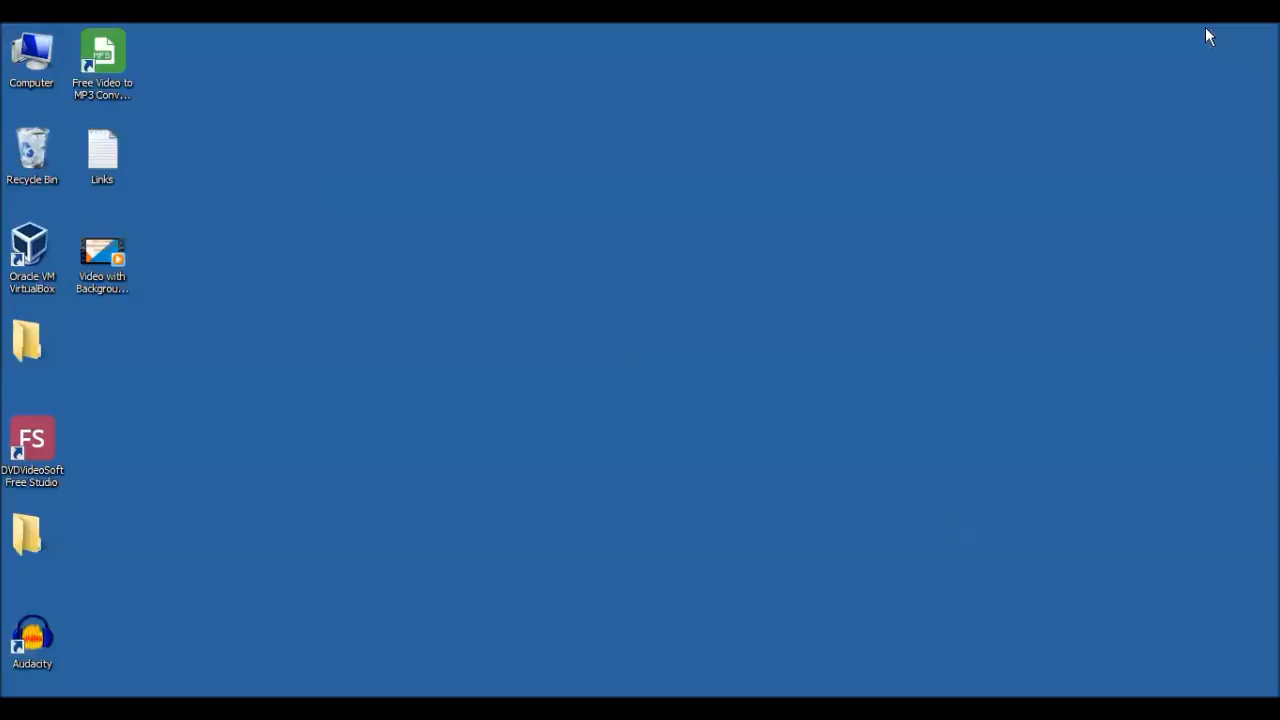 Computer
Free Video to
MP3 Conv...
MP3
Recycle Bin
Links
Oracle VM
VirtualBox
Video with
Backgrou...
FS
DVDVideoSoft
Free Studio
Audacity